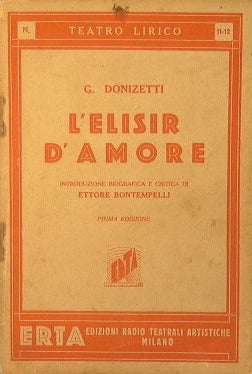 N. TEATRO LIRICO 11-12
G. DONIZETTI
L'ELISIR
D'AMORE
INTRODUZIONE BIOGRAFICA E CRITICA DI
ETTORE BONTEMPELLI
PRIMA EDIZIONE
ERTA
ERTA EDIZIONI RADIO TEATRALI ARTISTICHE
MILANO